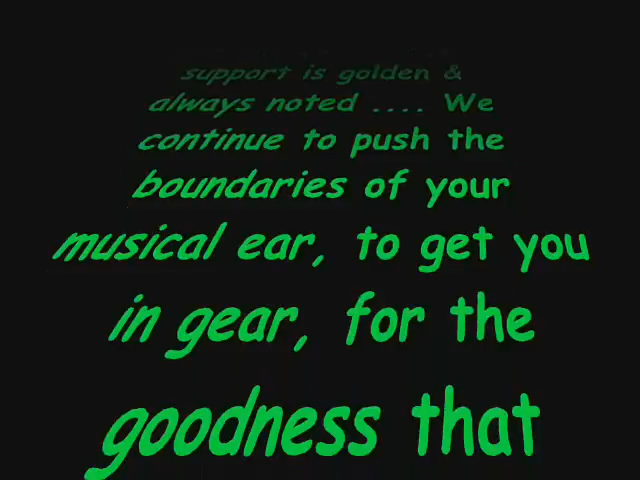 support is golden &
always noted .... We
continue to push the
boundaries of your
musical ear, to get you
in gear, for the
goodness that